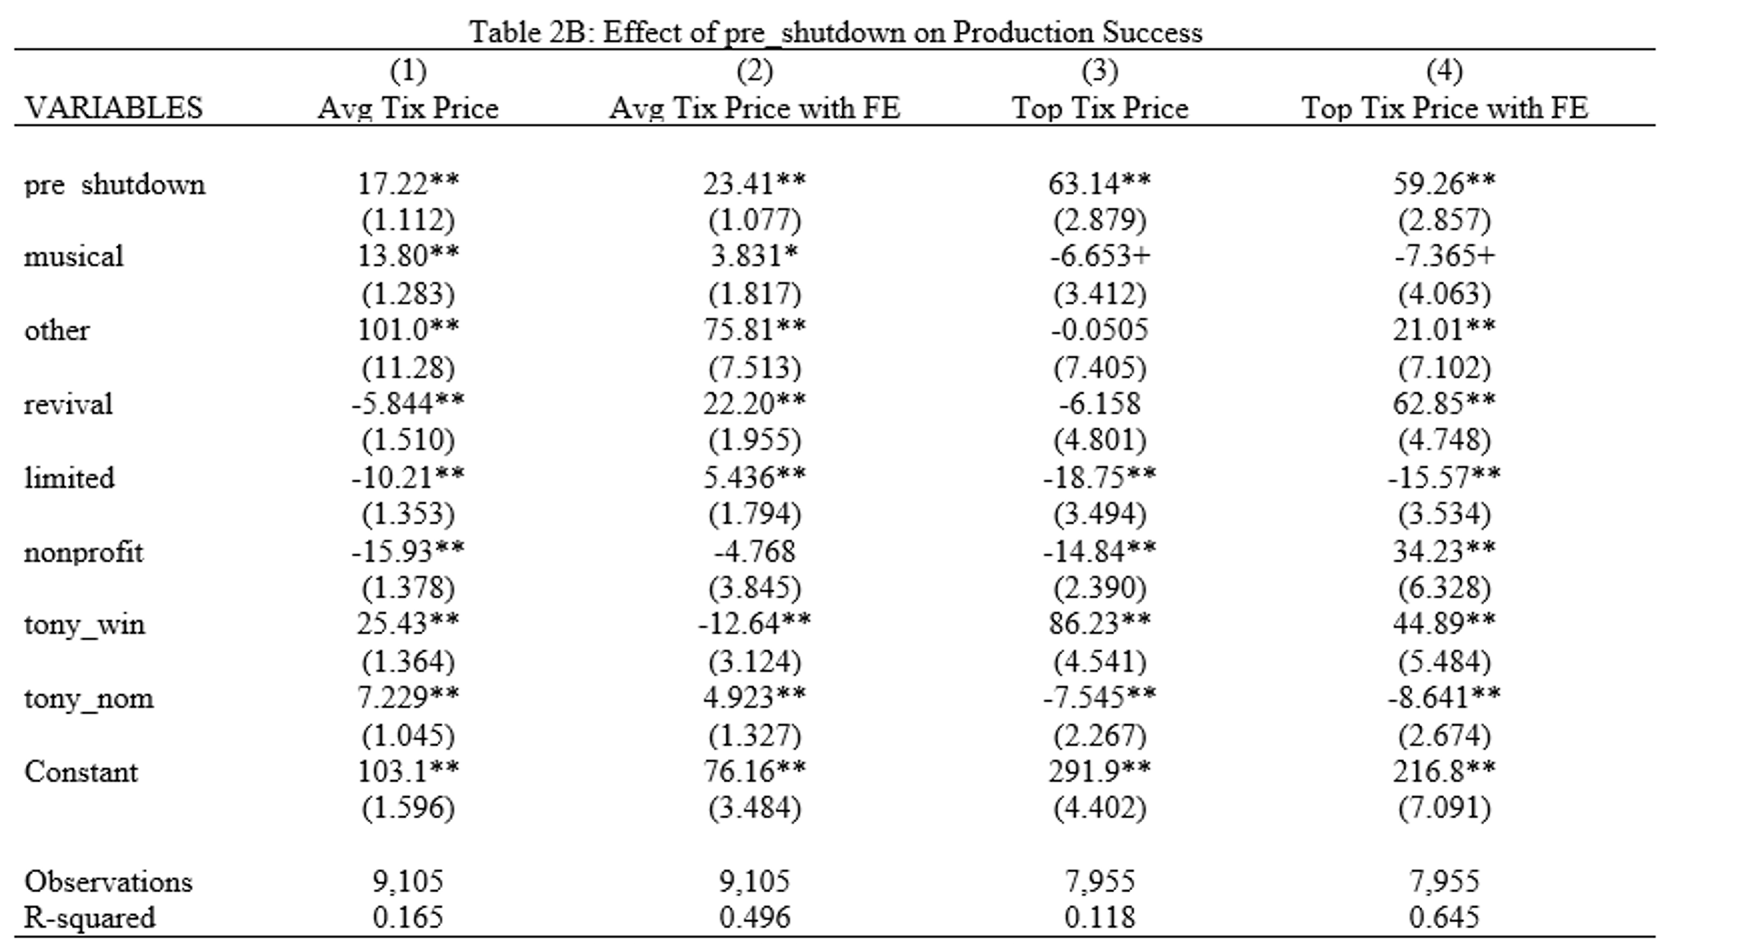 Table 2B: Effect of pre_shutdown on Production Success
(1) (2) (3) (4)
VARIABLES Avg Tix Price Avg Tix Price with FE Top Tix Price Top Tix Price with FE
pre shutdown 17.22** 23.41** 63.14** 59.26**
(1.112) (1.077) (2.879) (2.857)
musical 13.80** 3.831* -6.653+ -7.365+
(1.283) (1.817) (3.412) (4.063)
other 101.0** 75.81** -0.0505 21.01**
(11.28) (7.513) (7.405) (7.102)
revival -5.844** 22.20** -6.158 62.85**
(1.510) (1.955) (4.801) (4.748)
limited -10.21** 5.436** -18.75** -15.57**
(1.353) (1.794) (3.494) (3.534)
nonprofit -15.93** -4.768 -14.84** 34.23**
(1.378) (3.845) (2.390) (6.328)
tony_win 25.43** -12.64** 86.23** 44.89**
(1.364) (3.124) (4.541) (5.484)
tony_nom 7.229** 4.923** -7.545** -8.641**
(1.045) (1.327) (2.267) (2.674)
Constant 103.1** 76.16** 291.9** 216.8**
(1.596) (3.484) (4.402) (7.091)
Observations 9,105 9,105 7,955 7,955
R-squared 0.165 0.496 0.118 0.645